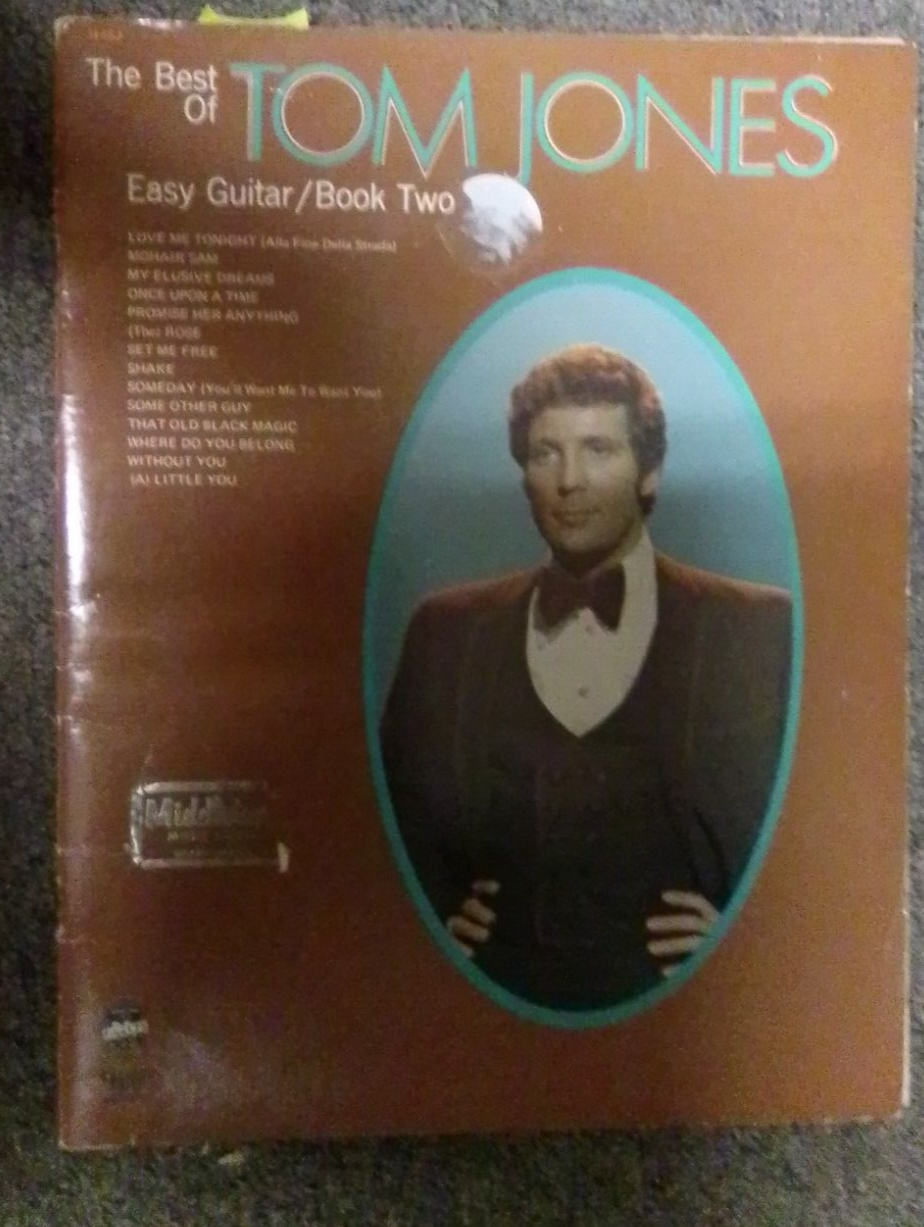 The Best
Of
TOM JONES
Easy Guitar/Book Two
LOVE ME TONIGHT (Alla Fine Della Strada)
MOHAIR SAM
MY ELUSIVE DREAMS
ONCE UPON A TIME
PROMISE HER ANYTHING
(The) ROSE
SET ME FREE
SHAKE
SOMEDAY (You'll Want Me To Want You)
SOME OTHER GUY
THAT OLD BLACK MAGIC
WHERE DO YOU BELONG
WITHOUT YOU
(A) LITTLE YOU